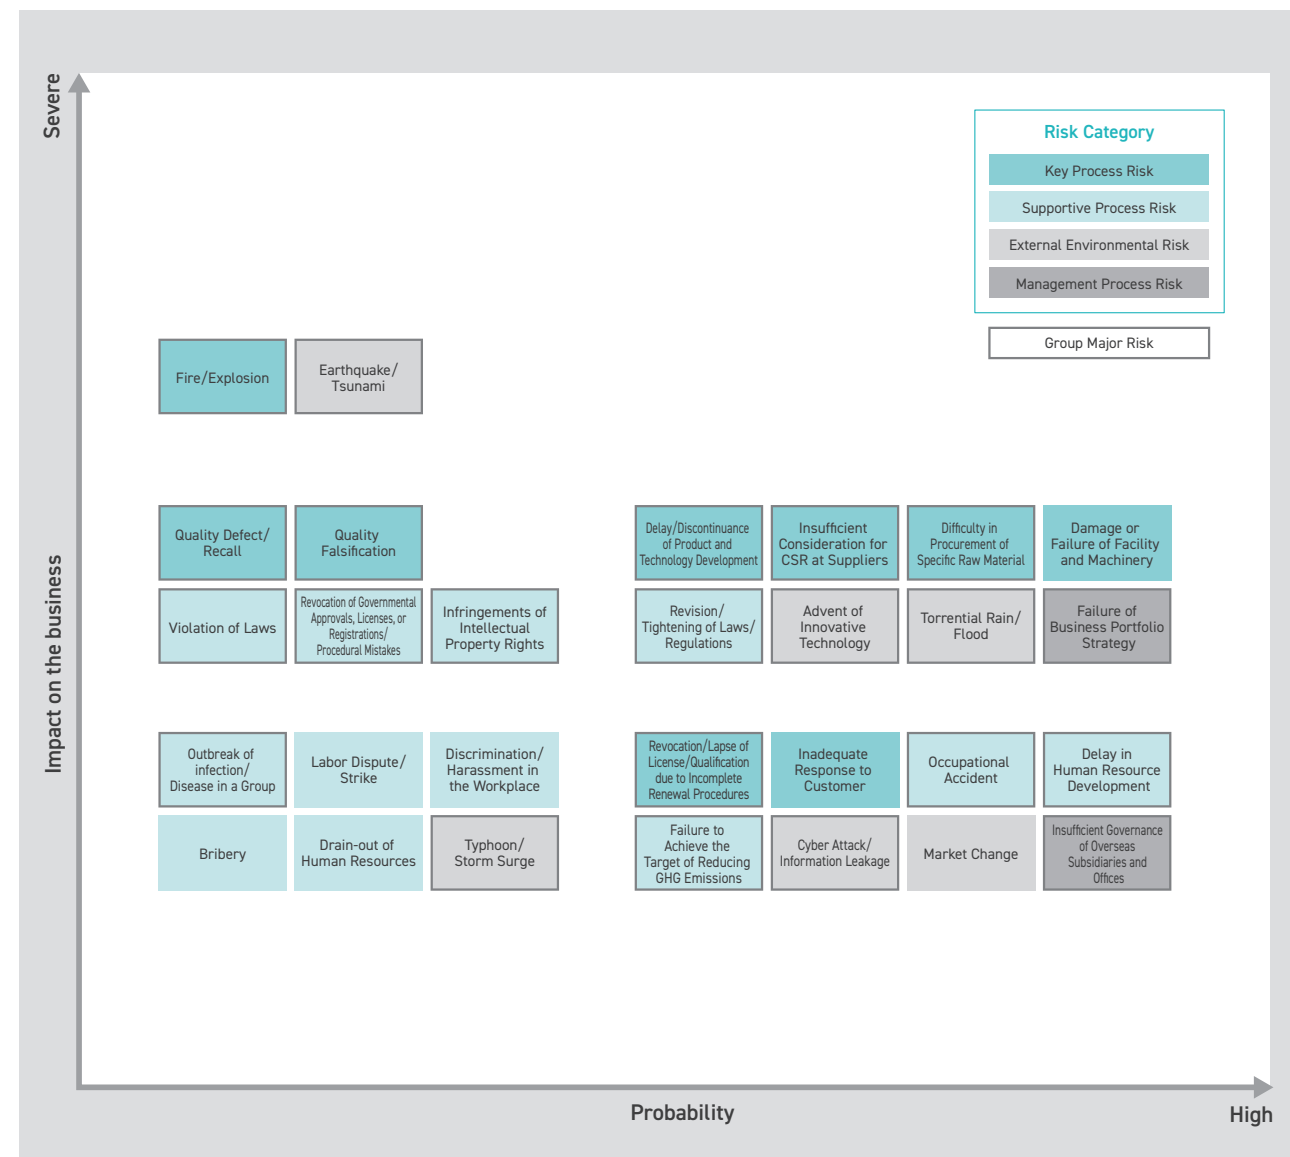 Severe
Risk Category
Key Process Risk
Supportive Process Risk
External Environmental Risk
Management Process Risk
Group Major Risk
Fire/Explosion
Earthquake/
Tsunami
Quality Defect/
Recall
Quality
Falsification
Delay/Discontinuance
of Product and
Technology Development
Insufficient
Consideration for
CSR at Suppliers
Difficulty in
Procurement of
Specific Raw Material
Damage or
Failure of Facility
and Machinery
Violation of Laws
Revocation of Governmental
Approvals, Licenses, or
Registrations/
Procedural Mistakes
Infringements of
Intellectual
Property Rights
Revision/
Tightening of Laws/
Regulations
Advent of
Innovative
Technology
Torrential Rain/
Flood
Failure of
Business Portfolio
Strategy
Impact on the business
Outbreak of
infection/
Disease in a Group
Labor Dispute/
Strike
Discrimination/
Harassment in
the Workplace
Revocation/Lapse of
License/Qualification
due to Incomplete
Renewal Procedures
Inadequate
Response to
Customer
Occupational
Accident
Delay in
Human Resource
Development
Bribery
Drain-out of
Human Resources
Typhoon/
Storm Surge
Failure to
Achieve the
Target of Reducing
GHG Emissions
Cyber Attack/
Information Leakage
Market Change
Insufficient Governance
of Overseas
Subsidiaries and
Offices
Probability
High